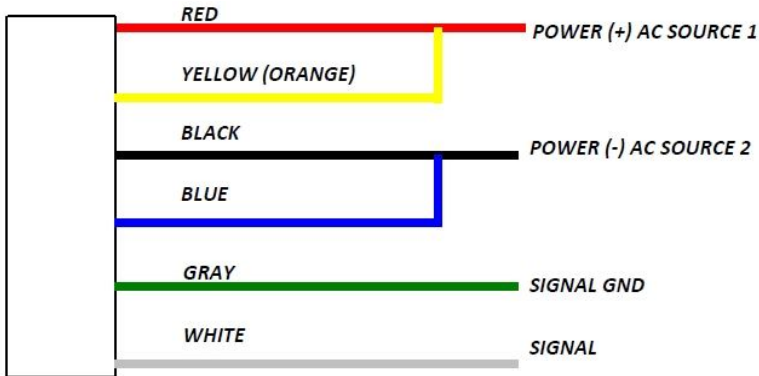 RED
POWER (+) AC SOURCE 1
YELLOW (ORANGE)
BLACK
POWER (-) AC SOURCE 2
BLUE
GRAY
SIGNAL GND
WHITE
SIGNAL